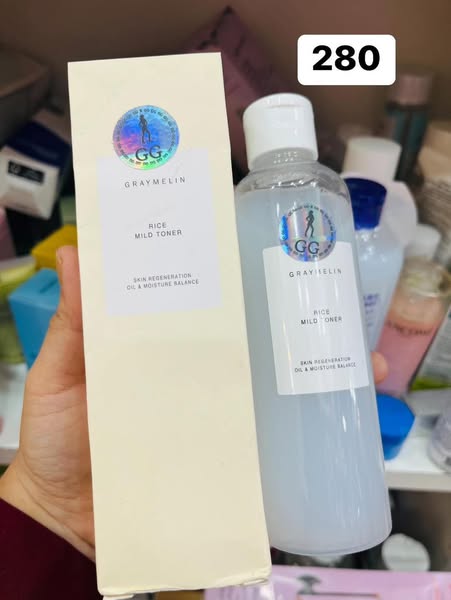 280
GG
GRAYMELIN
RICE
MILD TONER
SKIN REGENERATION
OIL & MOISTURE BALANCE
GG
GRAYMELIN
RICE
MILD TONER
SKIN REGENERATION
OIL & MOISTURE BALANCE